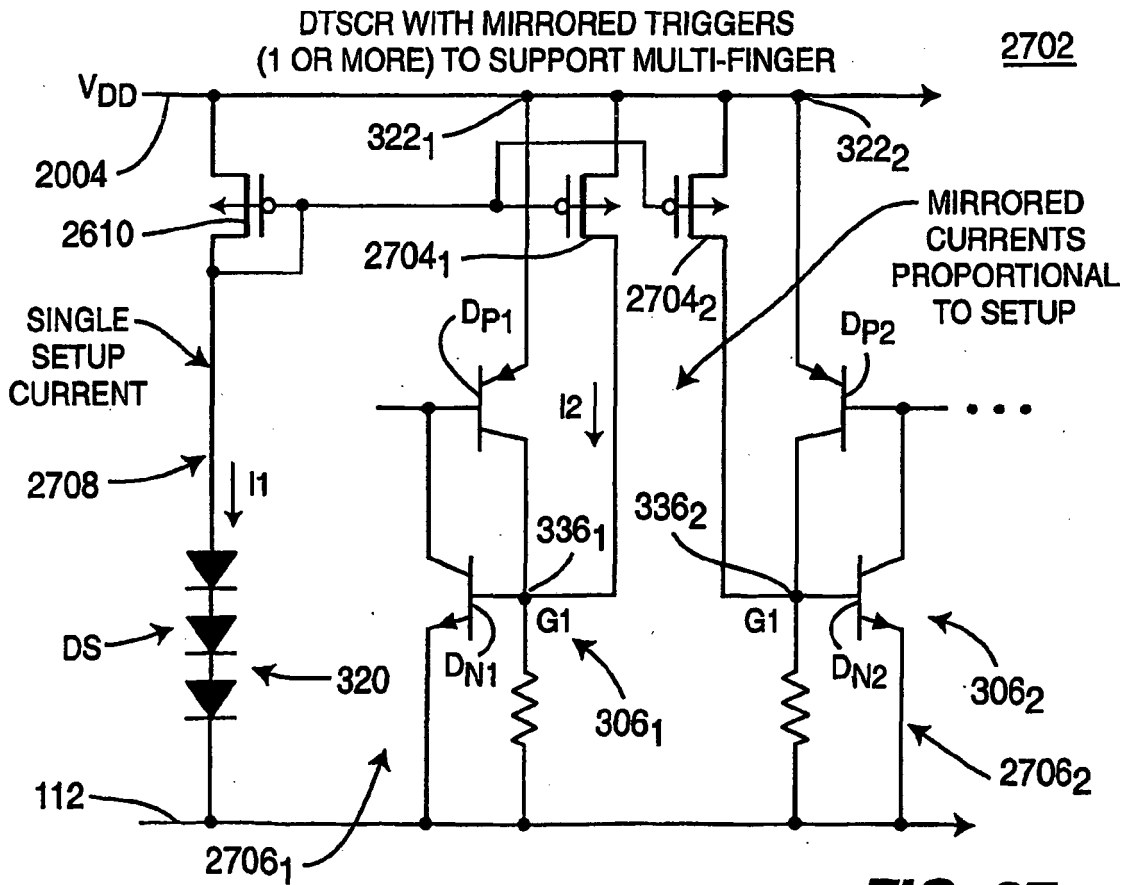 DTSCR WITH MIRRORED TRIGGERS
(1 OR MORE) TO SUPPORT MULTI-FINGER
2702
VDD
2004
322₁
322₂
2610
2704₁
2704₂
MIRRORED
CURRENTS
PROPORTIONAL
TO SETUP
SINGLE
SETUP
CURRENT
DP1
DP2
I2
2708
I1
336₁
336₂
G1
G1
DS
320
DN1
DN2
306₁
306₂
112
2706₁
2706₂